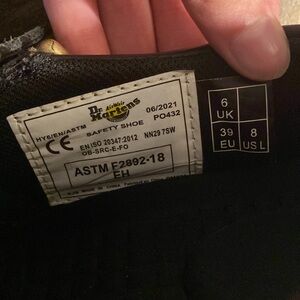 Dr.
AirWair
Martens
06/2021
PO432
HYS/EN/ASTM
SAFETY SHOE
CE
EN ISO 20347:2012
NN29 7SW
OB-SRC-E-FO
ASTM F2892-18
EH
6
UK
39
EU
8
US L